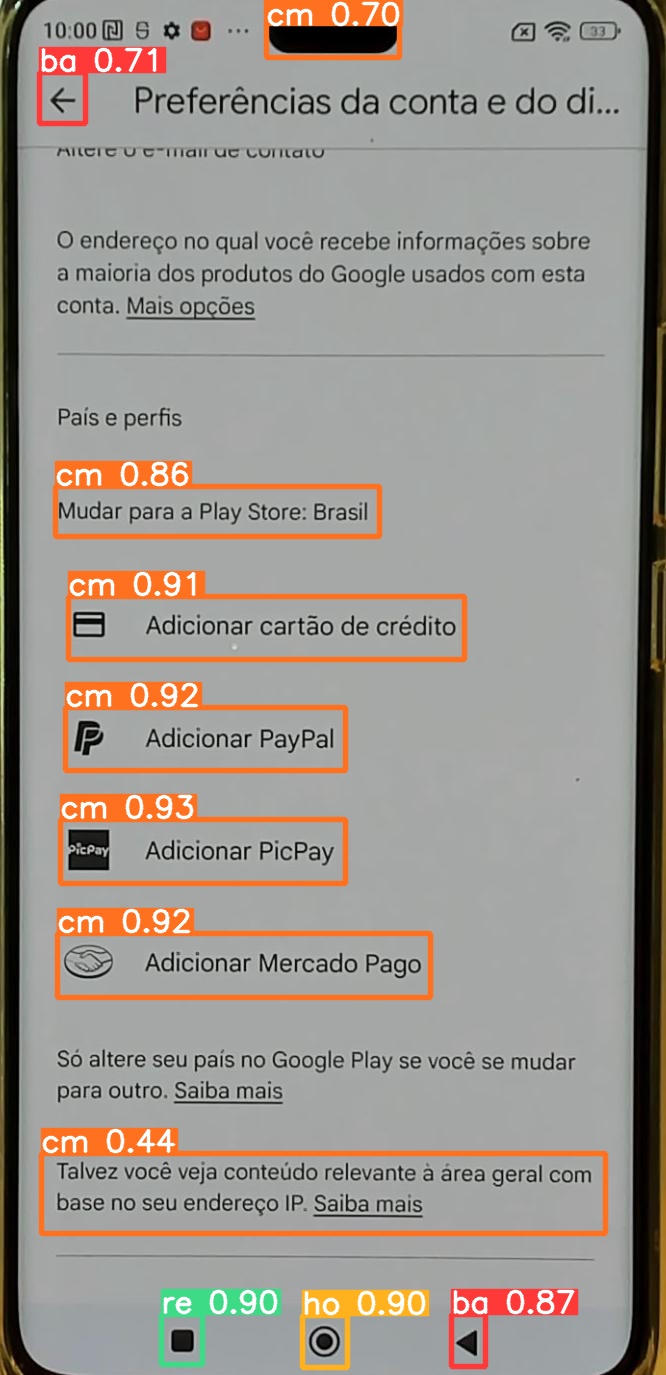 cm 0.70
10:00
33
ba 0.71
Preferências da conta e do di...
Altere o e-mail de contato
O endereço no qual você recebe informações sobre
a maioria dos produtos do Google usados com esta
conta. Mais opções
País e perfis
cm 0.86
Mudar para a Play Store: Brasil
cm 0.91
Adicionar cartão de crédito
cm 0.92
Adicionar PayPal
cm 0.93
PicPay Adicionar PicPay
cm 0.92
Adicionar Mercado Pago
Só altere seu país no Google Play se você se mudar
para outro. Saiba mais
cm 0.44
Talvez você veja conteúdo relevante à área geral com
base no seu endereço IP. Saiba mais
re 0.90 ho 0.90 ba 0.87